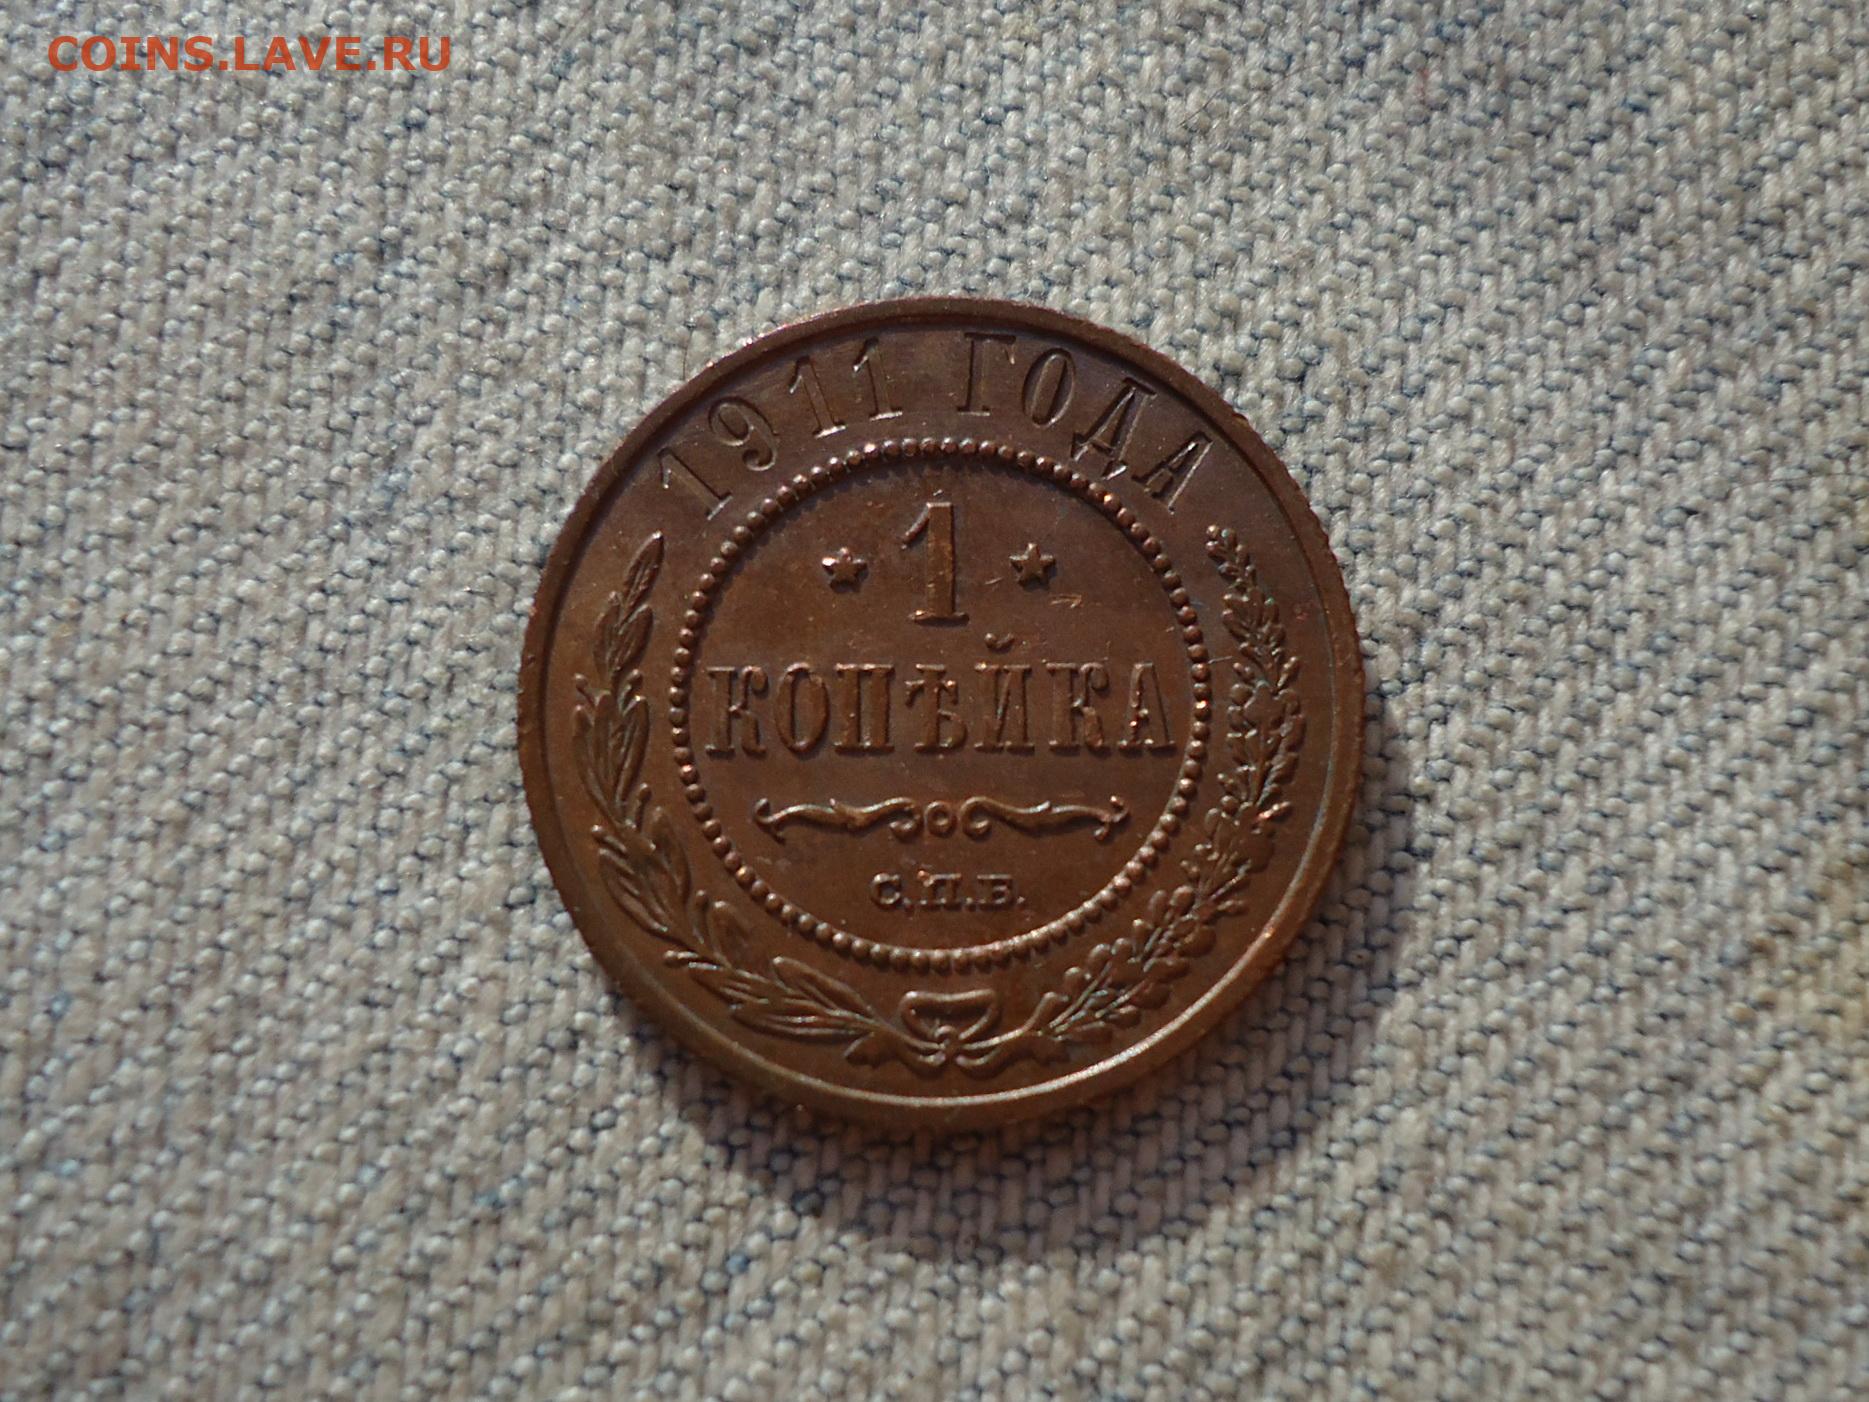 COINS.LAVE.RU
1911 ГОДА
1
КОПѢЙКА
С.П.Б.